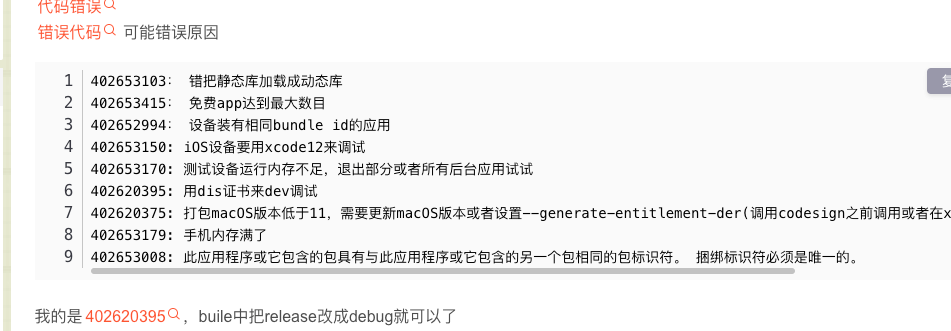 代码错误
错误代码 可能错误原因
1 402653103： 错把静态库加载成动态库
2 402653415： 免费app达到最大数目
3 402652994： 设备装有相同bundle id的应用
4 402653150: iOS设备要用xcode12来调试
5 402653170: 测试设备运行内存不足，退出部分或者所有后台应用试试
6 402620395: 用dis证书来dev调试
7 402620375: 打包macOS版本低于11，需要更新macOS版本或者设置--generate-entitlement-der(调用codesign之前调用或者在x
8 402653179: 手机内存满了
9 402653008: 此应用程序或它包含的包具有与此应用程序或它包含的另一个包相同的包标识符。 捆绑标识符必须是唯一的。
我的是 402620395，buile中把release改成debug就可以了